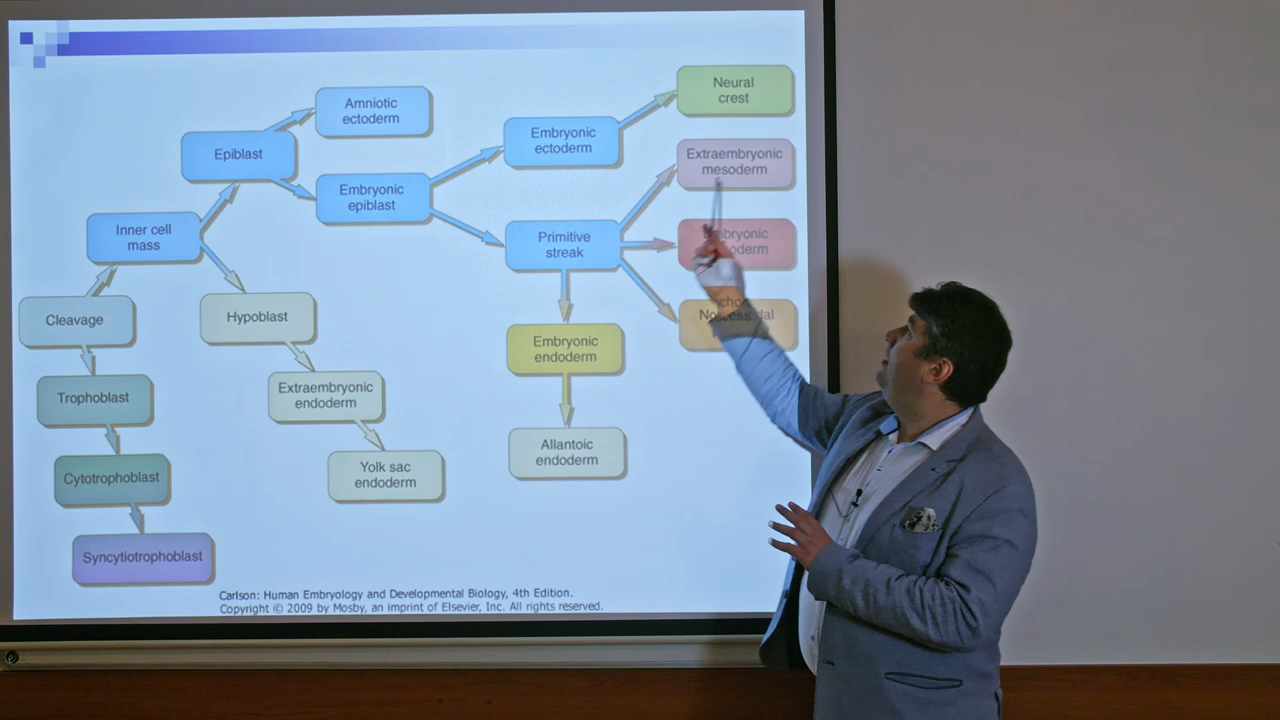 Neural
crest
Amniotic
ectoderm
Embryonic
ectoderm
Epiblast
Extraembryonic
mesoderm
Embryonic
epiblast
Inner cell
mass
Primitive
streak
Cleavage
Hypoblast
Embryonic
endoderm
Trophoblast
Extraembryonic
endoderm
Allantoic
endoderm
Cytotrophoblast
Yolk sac
endoderm
Syncytiotrophoblast
Carlson: Human Embryology and Developmental Biology, 4th Edition.
Copyright © 2009 by Mosby, an imprint of Elsevier, Inc. All rights reserved.